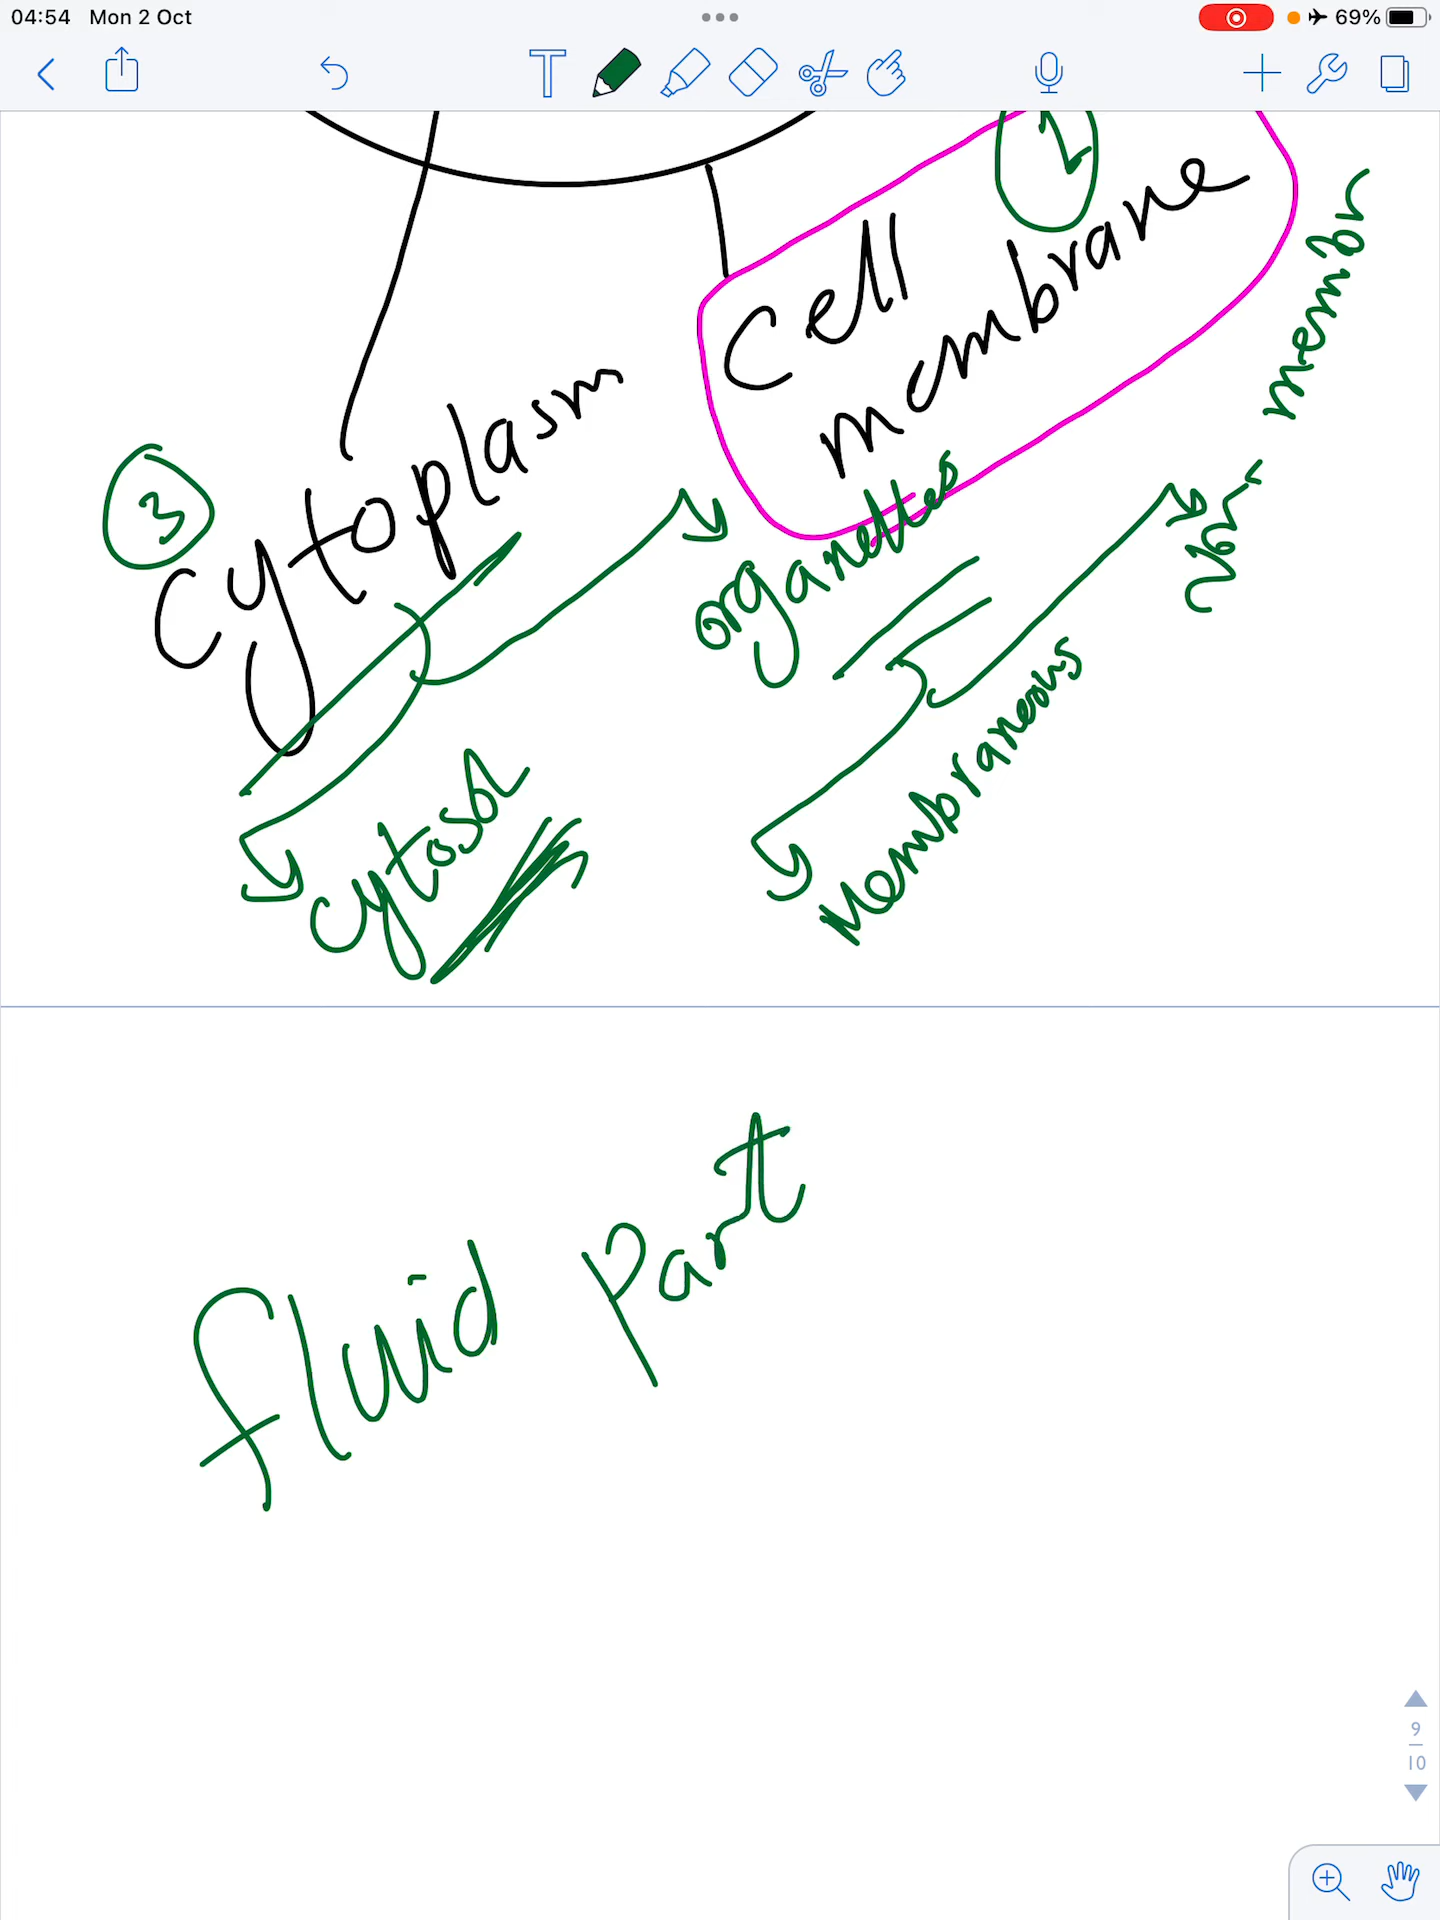 04:54 Mon 2 Oct
69%
T
1
Cell
membrane
3
Cytoplasm
organelles
Non-membr
cytosol
Membraneous
fluid Part
9
10